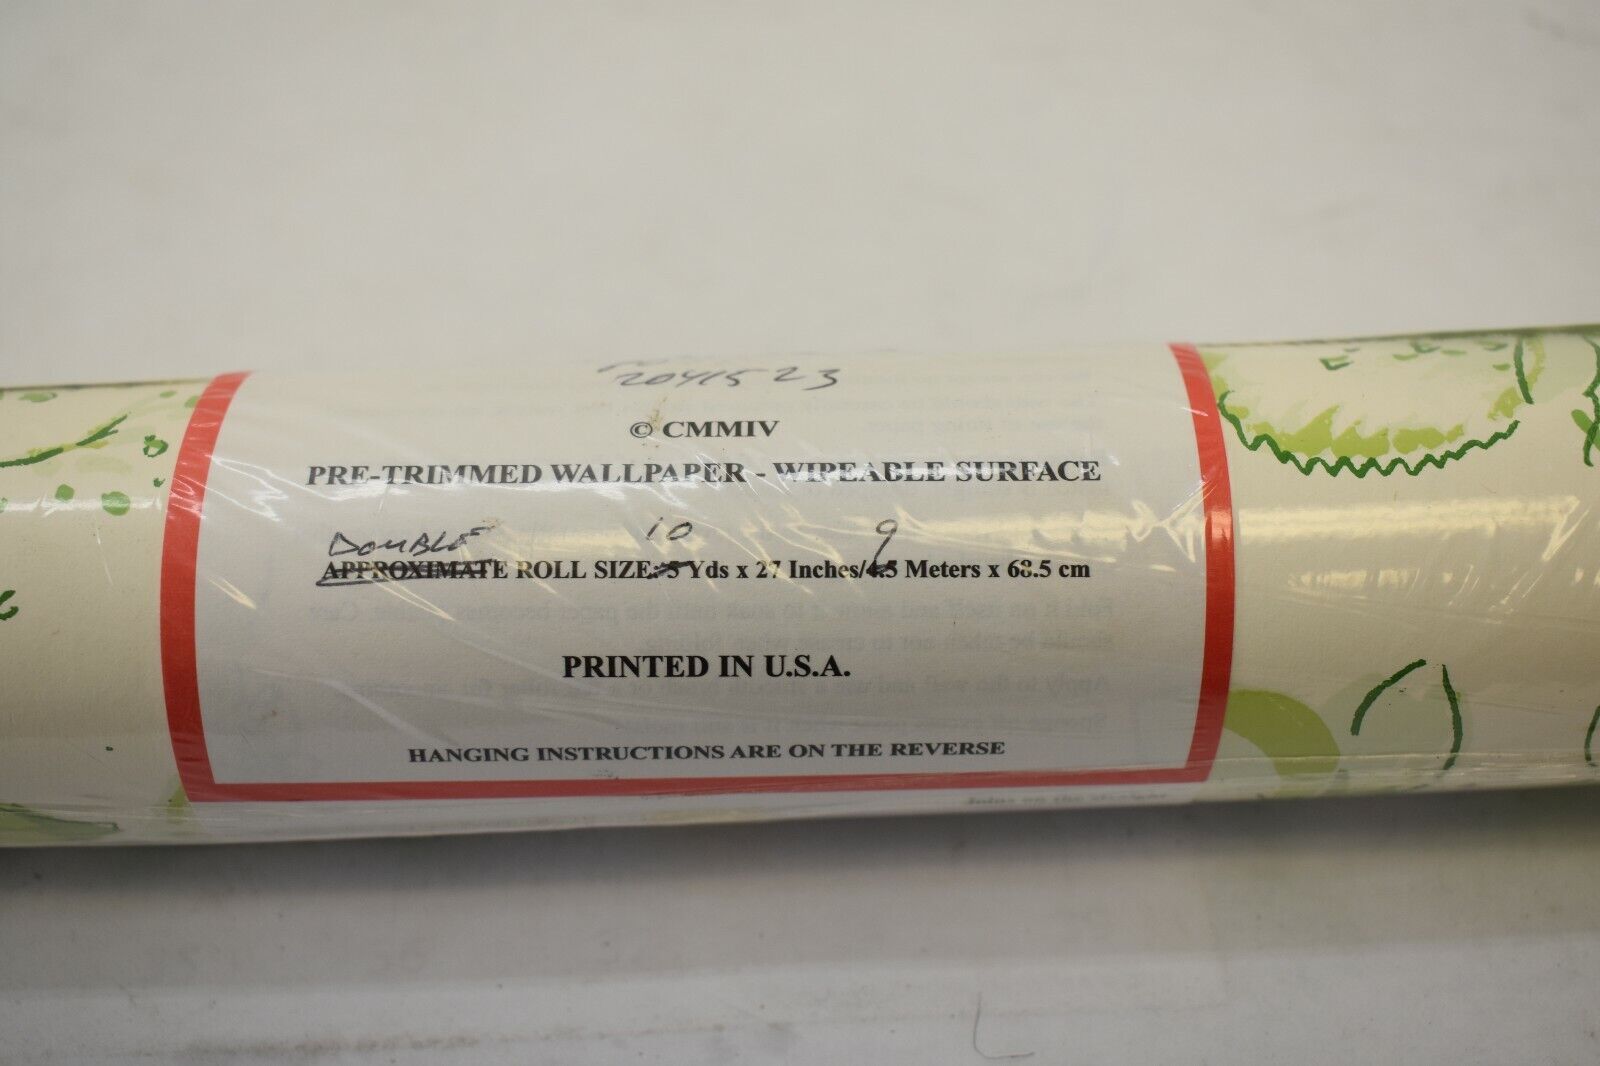 2041523
© CMMIV
PRE-TRIMMED WALLPAPER - WIPEABLE SURFACE
DOUBLE 10 9
APPROXIMATE ROLL SIZE: 5 Yds x 27 Inches/4.5 Meters x 68.5 cm
PRINTED IN U.S.A.
HANGING INSTRUCTIONS ARE ON THE REVERSE